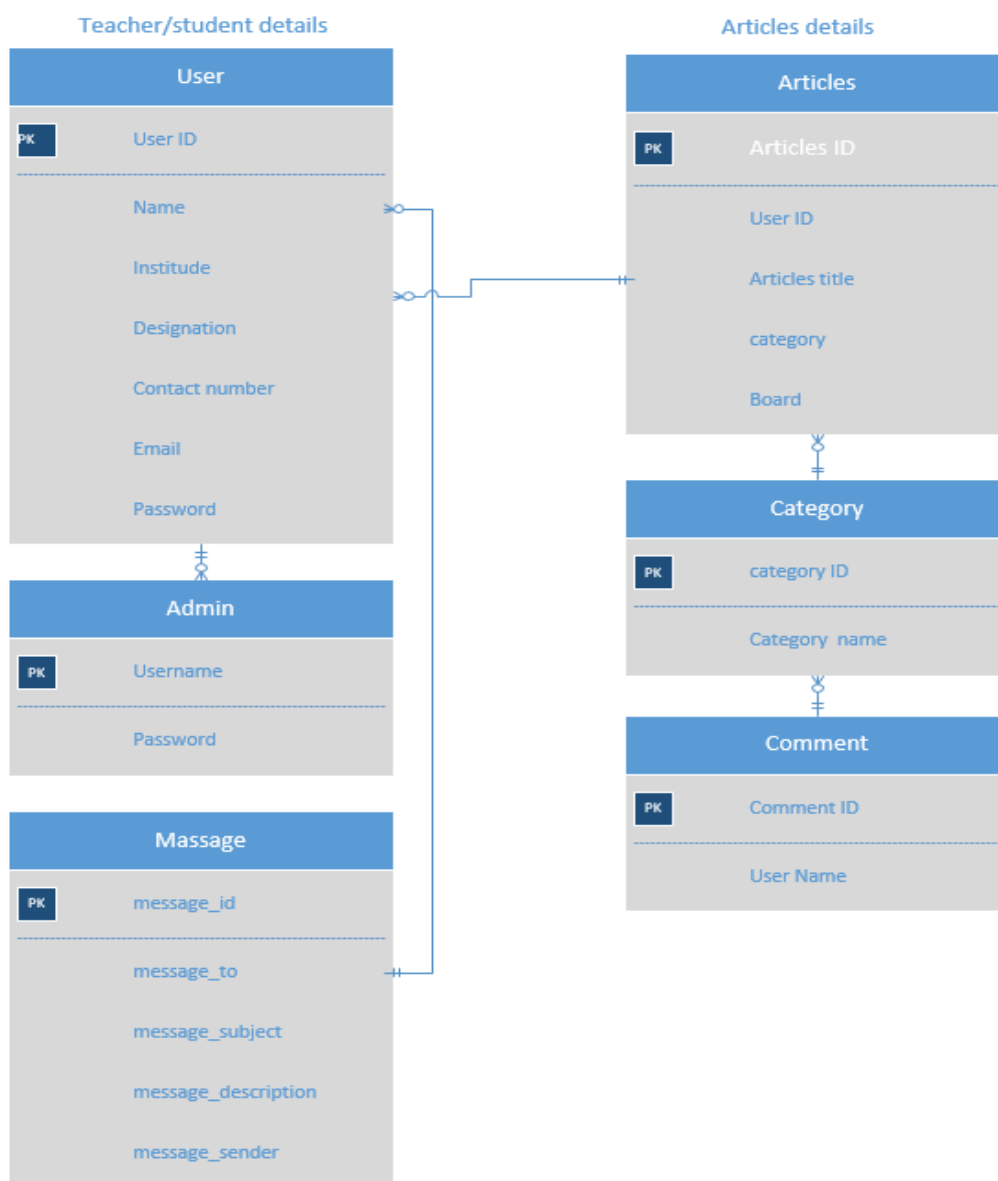 Teacher/student details
User
PK User ID
Name
Institude
Designation
Contact number
Email
Password
Admin
PK Username
Password
Massage
PK message_id
message_to
message_subject
message_description
message_sender
Articles details
Articles
PK Articles ID
User ID
Articles title
category
Board
Category
PK category ID
Category name
Comment
PK Comment ID
User Name